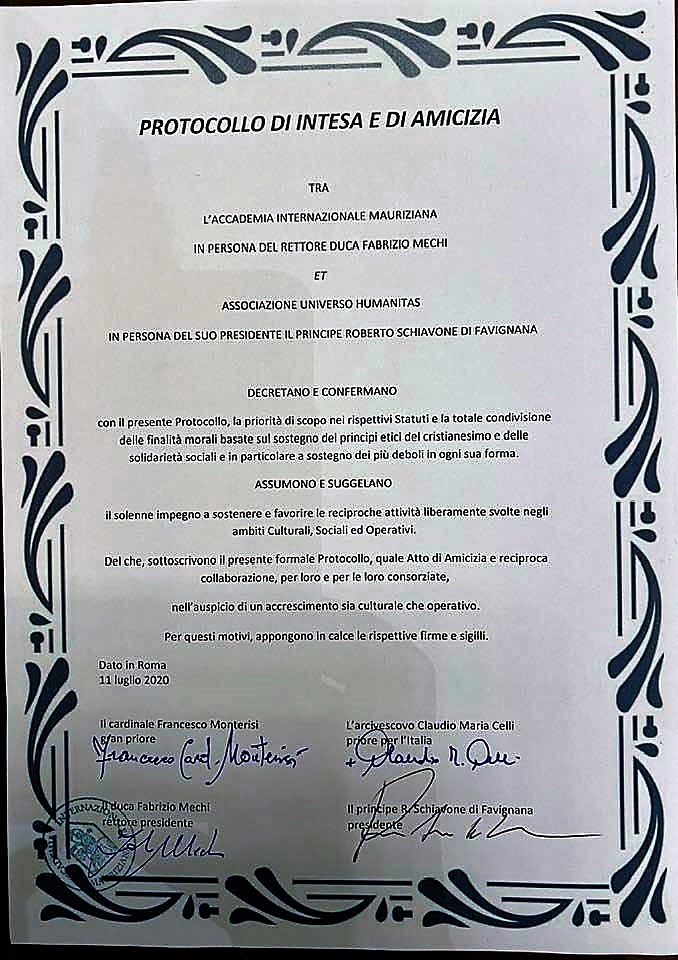 PROTOCOLLO DI INTESA E DI AMICIZIA
TRA
L'ACCADEMIA INTERNAZIONALE MAURIZIANA
IN PERSONA DEL RETTORE DUCA FABRIZIO MECHI
ET
ASSOCIAZIONE UNIVERSO HUMANITAS
IN PERSONA DEL SUO PRESIDENTE IL PRINCIPE ROBERTO SCHIAVONE DI FAVIGNANA
DECRETANO E CONFERMANO
con il presente Protocollo, la priorità di scopo nei rispettivi Statuti e la totale condivisione
delle finalità morali basate sul sostegno dei principi etici del cristianesimo e delle
solidarietà sociali e in particolare a sostegno dei più deboli in ogni sua forma.
ASSUMONO E SUGGELANO
il solenne impegno a sostenere e favorire le reciproche attività liberamente svolte negli
ambiti Culturali, Sociali ed Operativi.
Del che, sottoscrivono il presente formale Protocollo, quale Atto di Amicizia e reciproca
collaborazione, per loro e per le loro consorziate,
nell'auspicio di un accrescimento sia culturale che operativo.
Per questi motivi, appongono in calce le rispettive firme e sigilli.
Dato in Roma
11 luglio 2020
Il cardinale Francesco Monterisi
gran priore
Francesco Card. Monterisi
L'arcivescovo Claudio Maria Celli
priore per l'Italia
+ Claudio M. Celli
Il duca Fabrizio Mechi
rettore presidente
Il principe R. Schiavone di Favignana
presidente